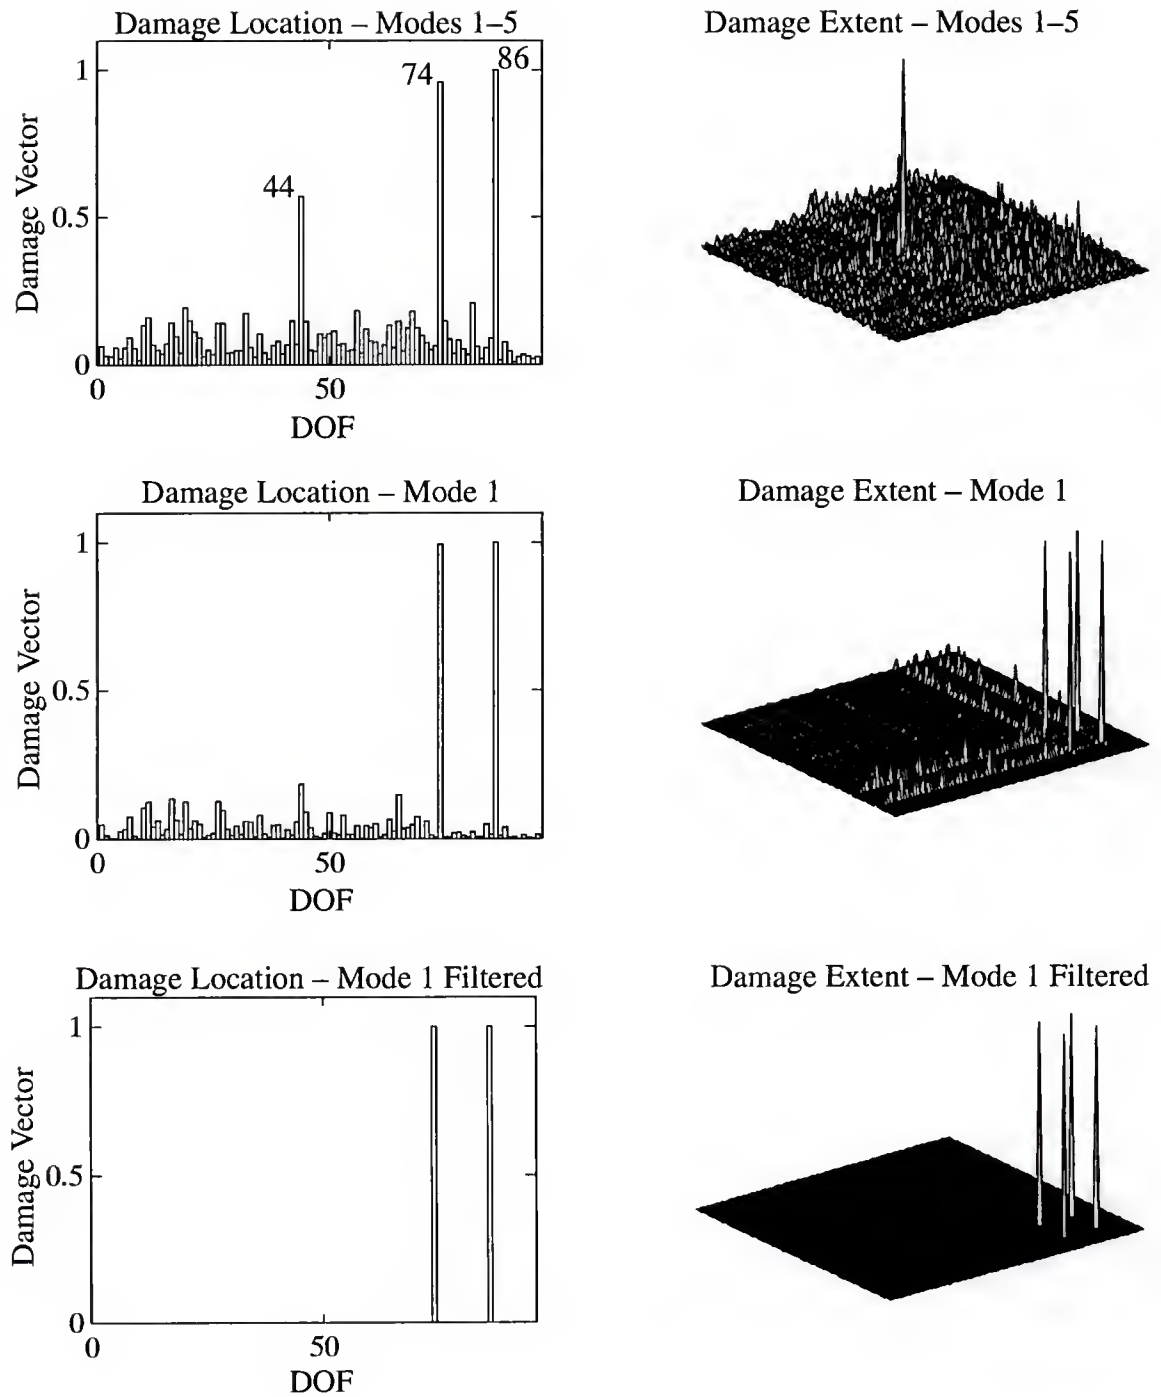 Damage Location – Modes 1–5
Damage Extent – Modes 1–5
1
0.5
0
44
74
86
0
50
Damage Vector
DOF
Damage Location – Mode 1
Damage Extent – Mode 1
1
0.5
0
0
50
Damage Vector
DOF
Damage Location – Mode 1 Filtered
Damage Extent – Mode 1 Filtered
1
0.5
0
0
50
Damage Vector
DOF